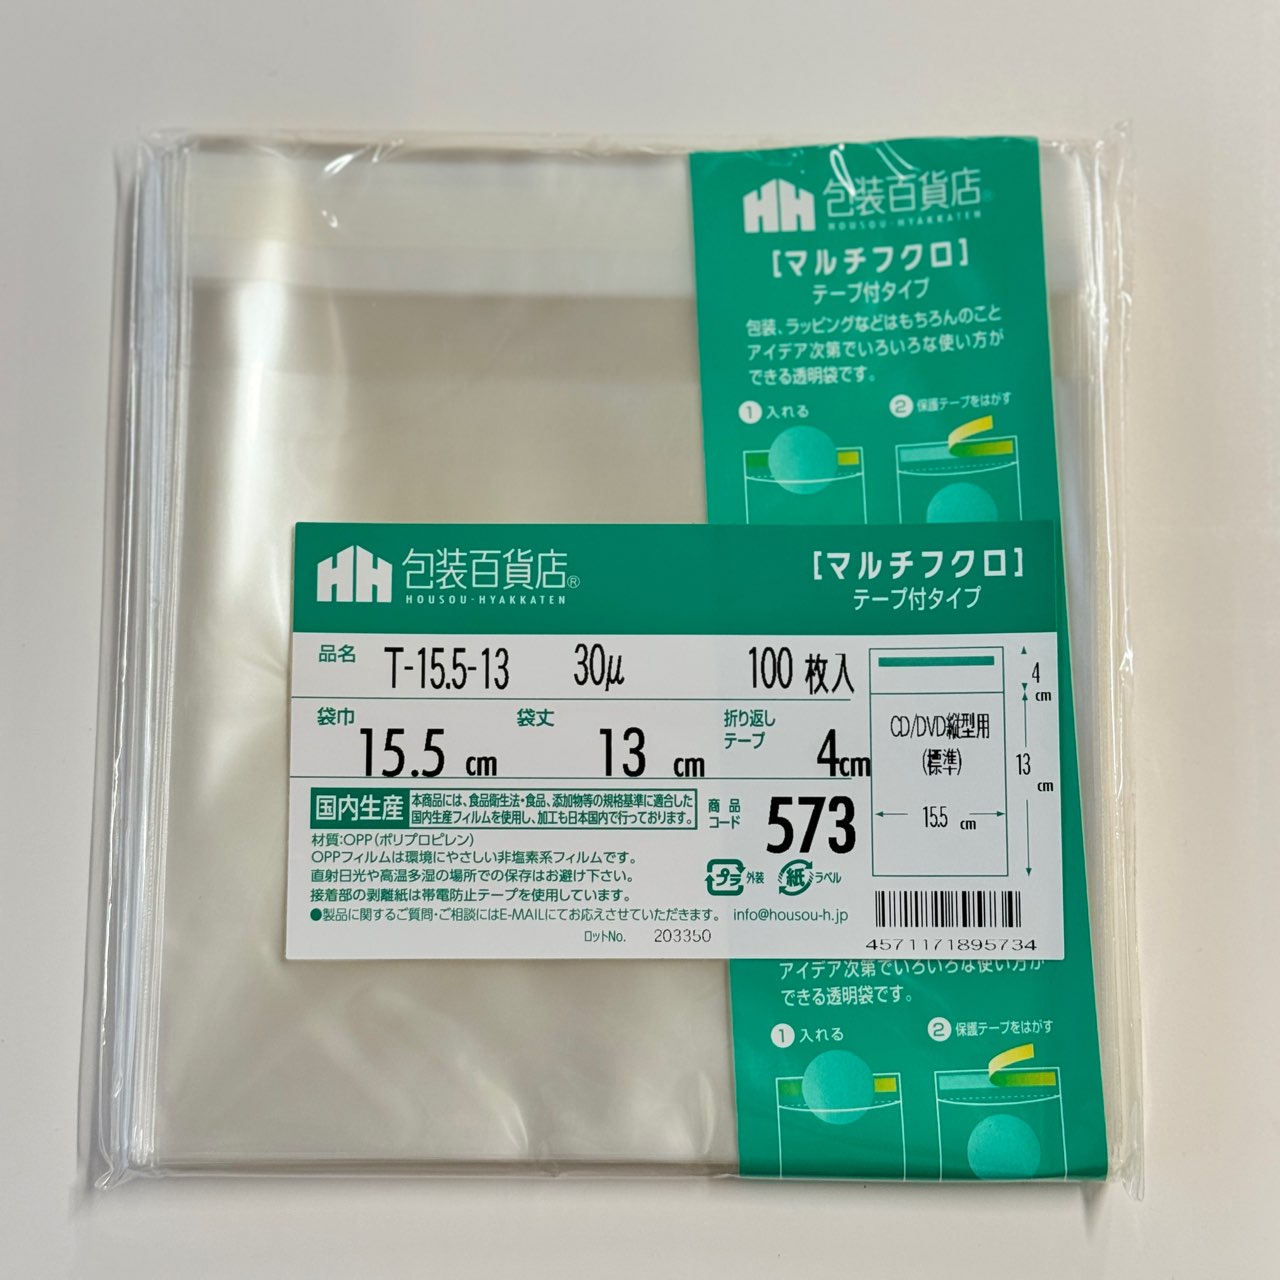 包装百貨店®
HOUSOU-HYAKKATEN
[マルチフクロ]
テープ付タイプ
包装、ラッピングなどはもちろんのこと
アイデア次第でいろいろな使い方が
できる透明袋です。
1 入れる
2 保護テープをはがす
包装百貨店®
HOUSOU-HYAKKATEN
[マルチフクロ]
テープ付タイプ
品名 T-15.5-13 30μ 100枚入
袋巾 15.5 cm
袋丈 13 cm
折り返し
テープ 4cm
4
cm
CD/DVD縦型用
(標準)
13
cm
15.5 cm
国内生産
本商品には、食品衛生法・食品、添加物等の規格基準に適合した
国内生産フィルムを使用し、加工も日本国内で行っております。
商品
コード 573
材質:OPP(ポリプロピレン)
OPPフィルムは環境にやさしい非塩素系フィルムです。
直射日光や高温多湿の場所での保存はお避け下さい。
接着部の剥離紙は帯電防止テープを使用しています。
プラ 外装
紙 ラベル
●製品に関するご質問・ご相談にはE-MAILにてお応えさせていただきます。 info@housou-h.jp
ロットNo. 203350
4571171895734
アイデア次第でいろいろな使い方が
できる透明袋です。
1 入れる
2 保護テープをはがす